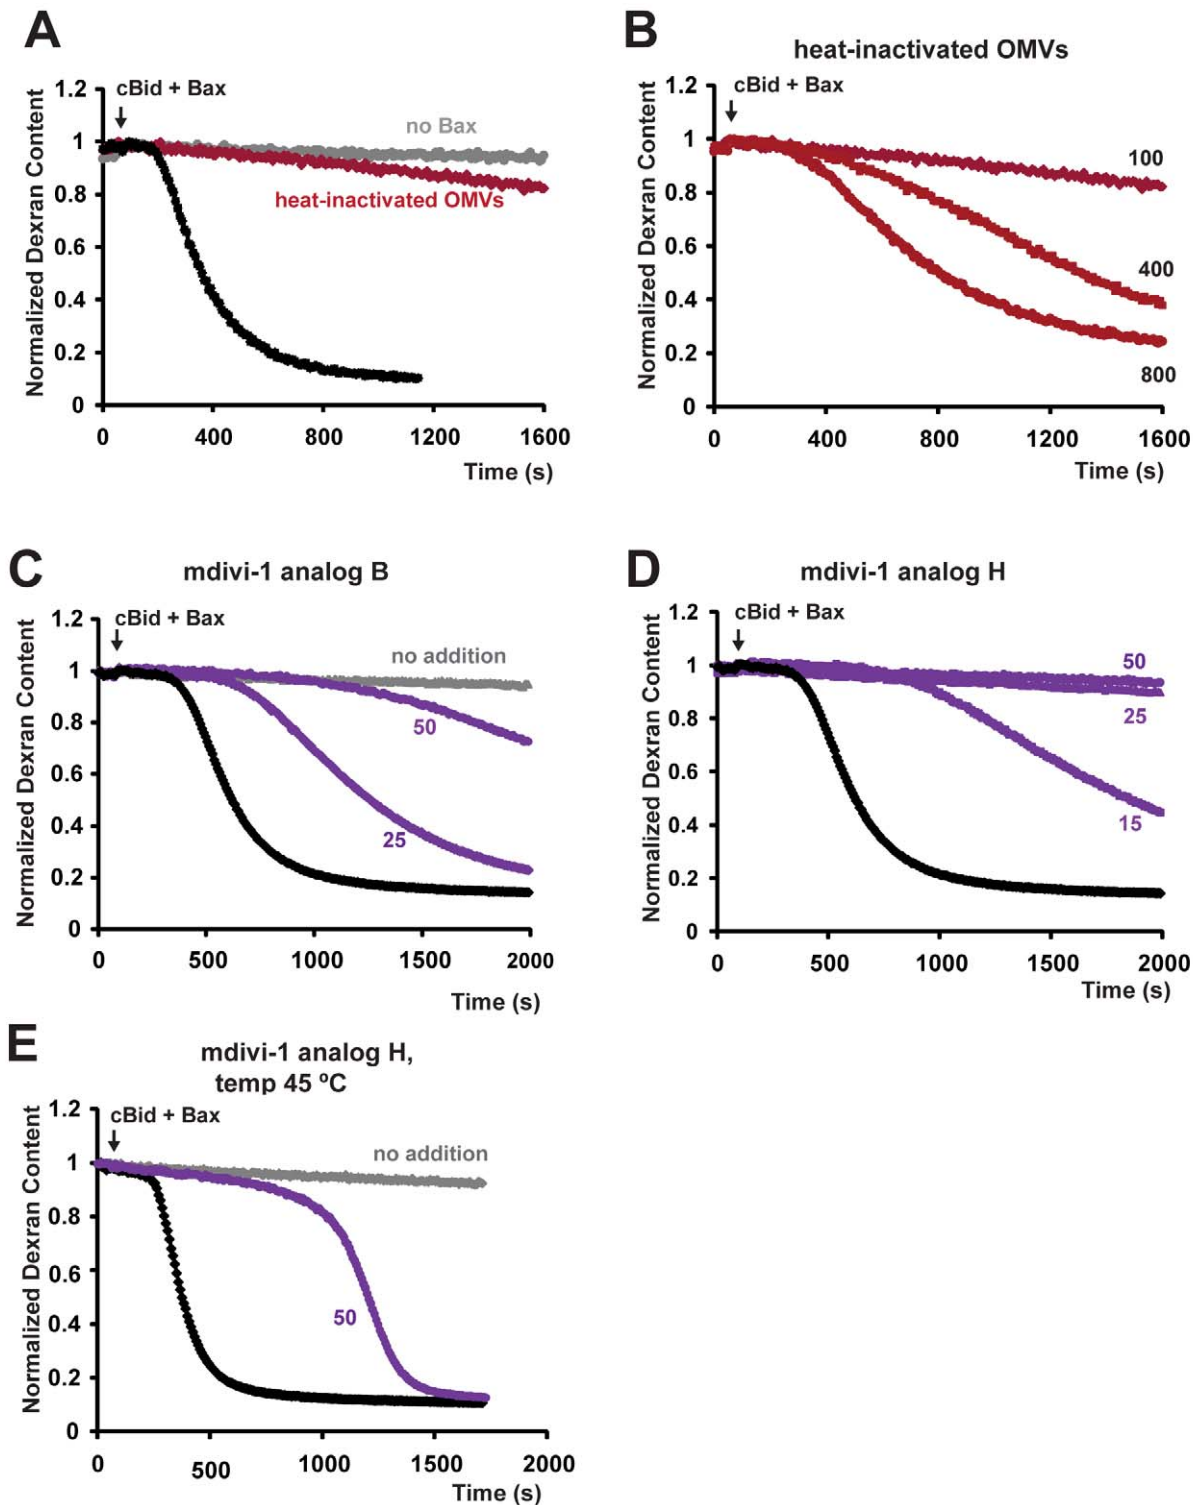 A
Normalized Dexran Content
1.2
1
0.8
0.6
0.4
0.2
0
cBid + Bax
no Bax
heat-inactivated OMVs
0 400 800 1200 1600
Time (s)
B
heat-inactivated OMVs
Normalized Dexran Content
1.2
1
0.8
0.6
0.4
0.2
0
cBid + Bax
100
400
800
0 400 800 1200 1600
Time (s)
C
mdivi-1 analog B
Normalized Dexran Content
1.2
1
0.8
0.6
0.4
0.2
0
cBid + Bax
no addition
50
25
0 500 1000 1500 2000
Time (s)
D
mdivi-1 analog H
Normalized Dexran Content
1.2
1
0.8
0.6
0.4
0.2
0
cBid + Bax
50
25
15
0 500 1000 1500 2000
Time (s)
E
mdivi-1 analog H,
temp 45 ºC
Normalized Dexran Content
1.2
1
0.8
0.6
0.4
0.2
0
cBid + Bax
no addition
50
0 500 1000 1500 2000
Time (s)